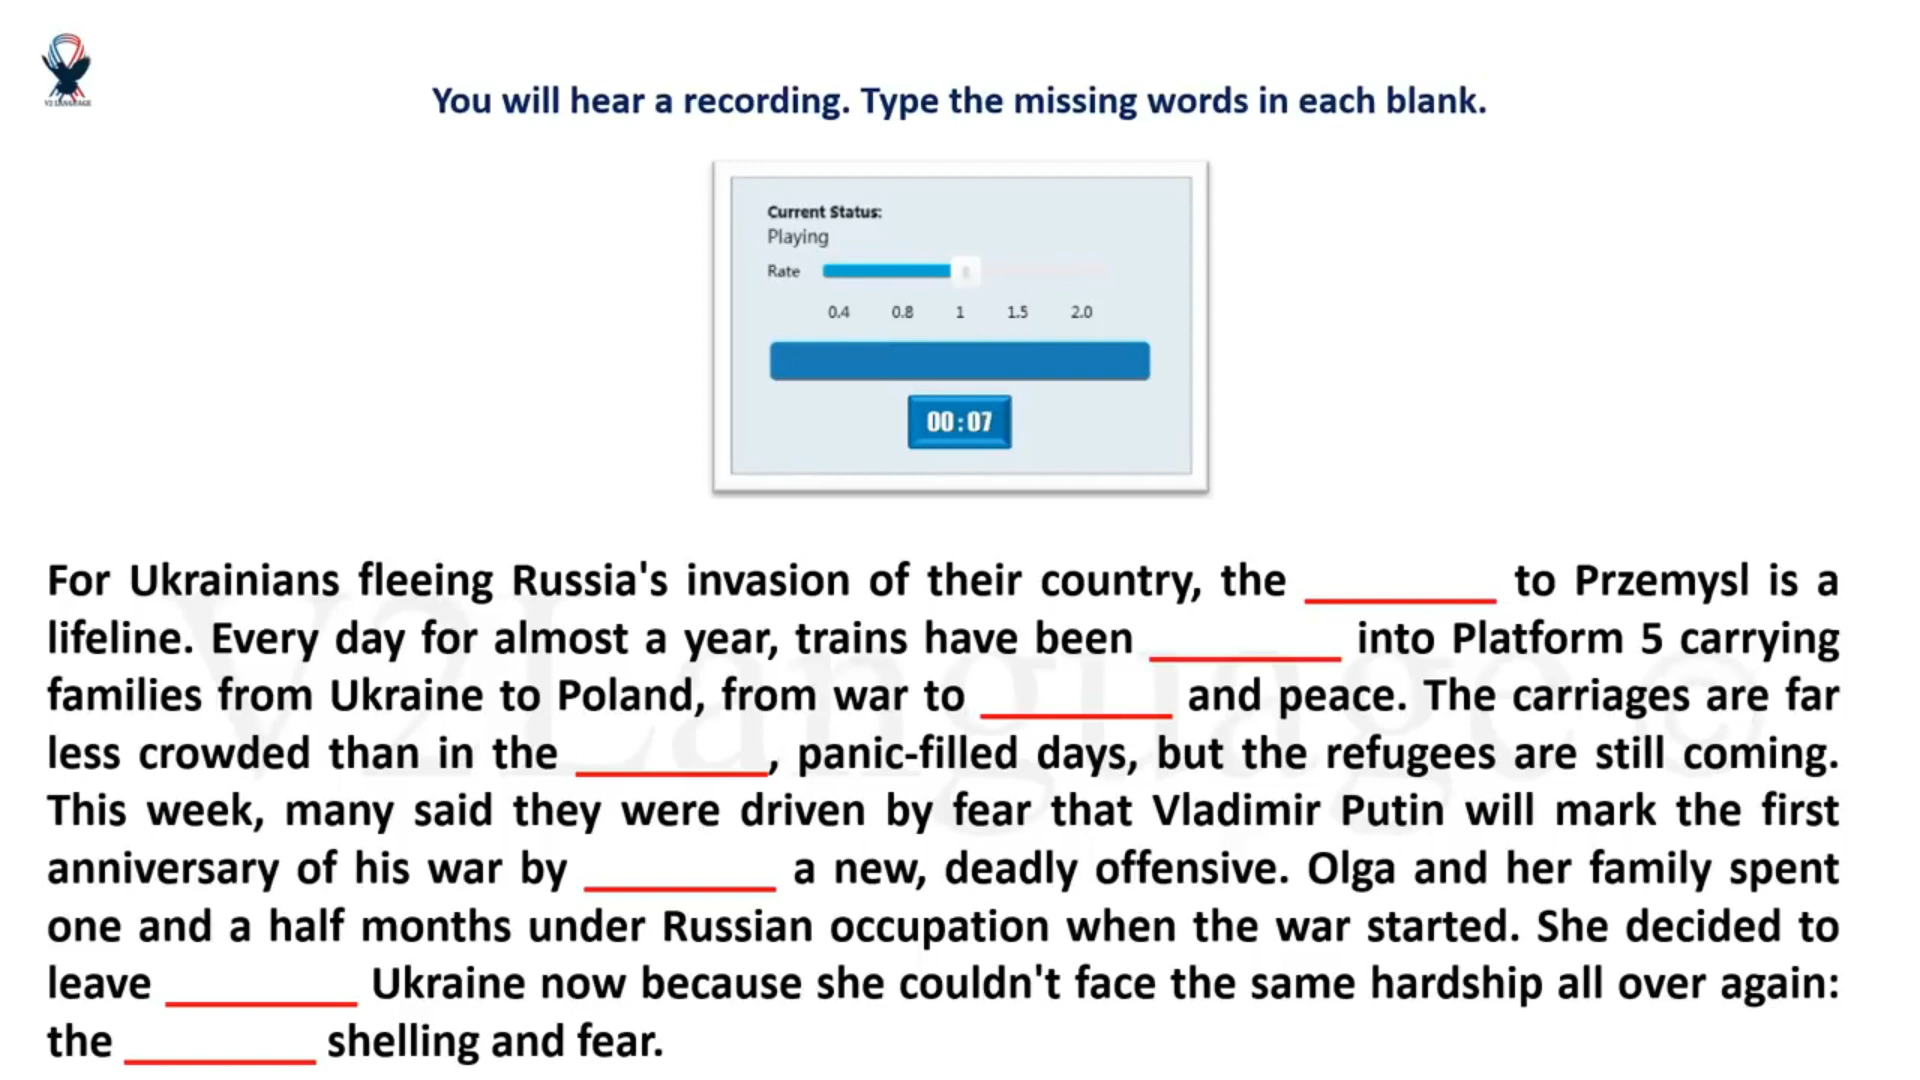 V2 LANGUAGE
You will hear a recording. Type the missing words in each blank.
Current Status:
Playing
Rate
0.4 0.8 1 1.5 2.0
00:07
For Ukrainians fleeing Russia's invasion of their country, the ________ to Przemysl is a
lifeline. Every day for almost a year, trains have been ________ into Platform 5 carrying
families from Ukraine to Poland, from war to ________ and peace. The carriages are far
less crowded than in the ________, panic-filled days, but the refugees are still coming.
This week, many said they were driven by fear that Vladimir Putin will mark the first
anniversary of his war by ________ a new, deadly offensive. Olga and her family spent
one and a half months under Russian occupation when the war started. She decided to
leave ________ Ukraine now because she couldn't face the same hardship all over again:
the ________ shelling and fear.
V2Language ©